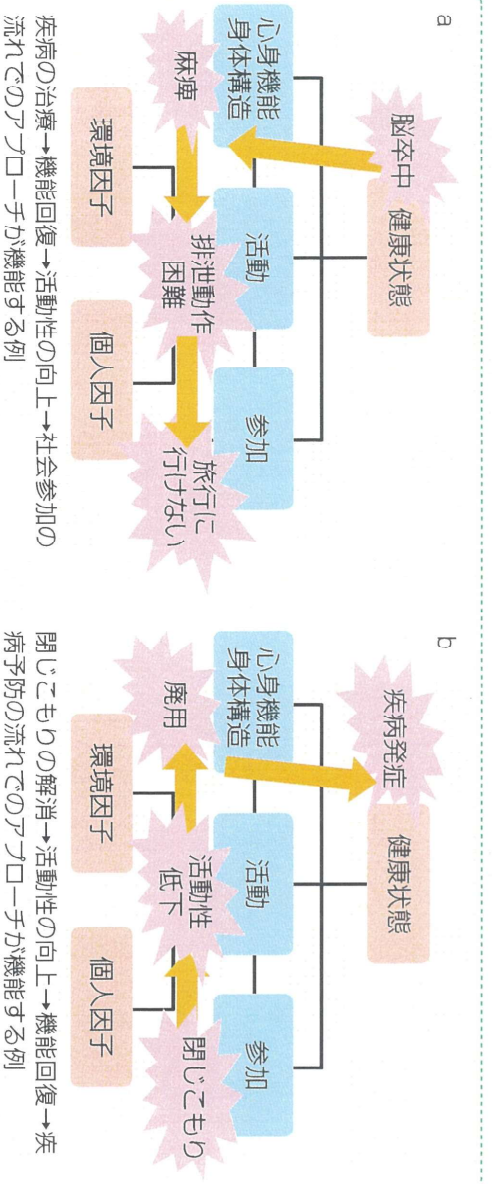 a
脳卒中
健康状態
心身機能
身体構造
活動
参加
麻痺
排泄動作
困難
旅行に
行けない
環境因子
個人因子
疾病の治療→機能回復→活動性の向上→社会参加の
流れでのアプローチが機能する例
b
疾病発症
健康状態
心身機能
身体構造
活動
参加
廃用
活動性
低下
閉じこもり
環境因子
個人因子
閉じこもりの解消→活動性の向上→機能回復→疾
病予防の流れでのアプローチが機能する例